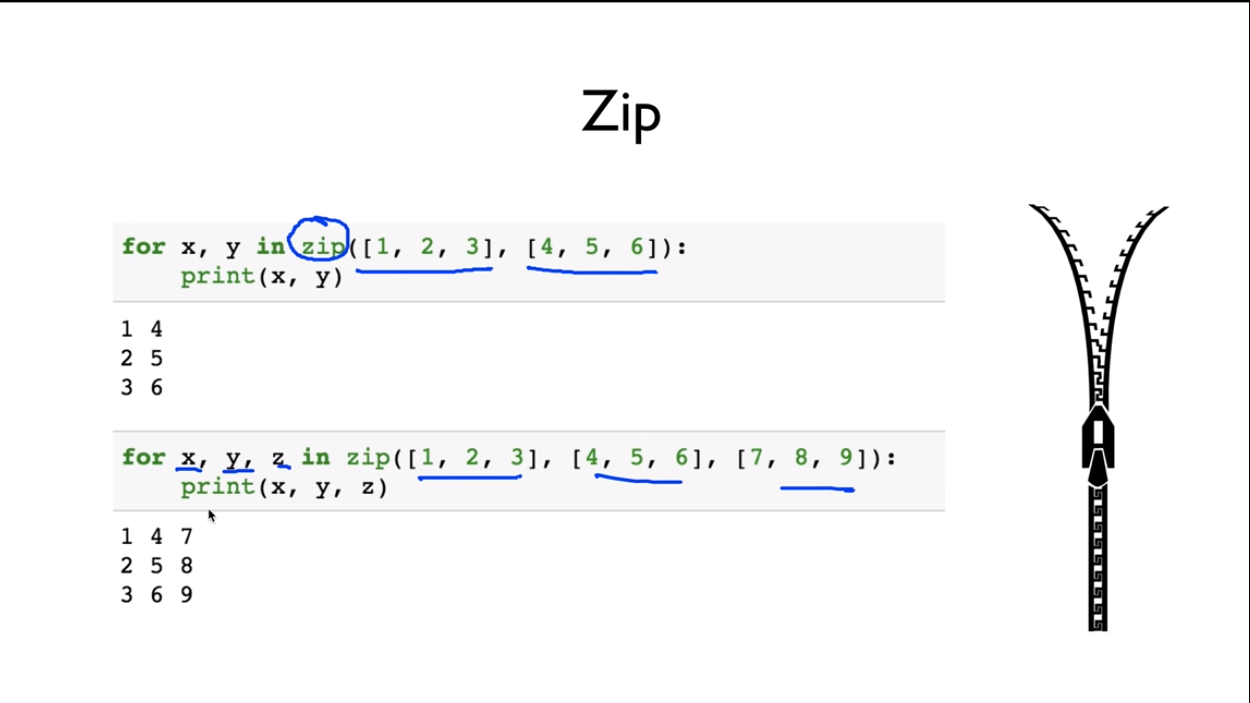 Zip
for x, y in zip([1, 2, 3], [4, 5, 6]):
    print(x, y)
1 4
2 5
3 6
for x, y, z in zip([1, 2, 3], [4, 5, 6], [7, 8, 9]):
    print(x, y, z)
1 4 7
2 5 8
3 6 9